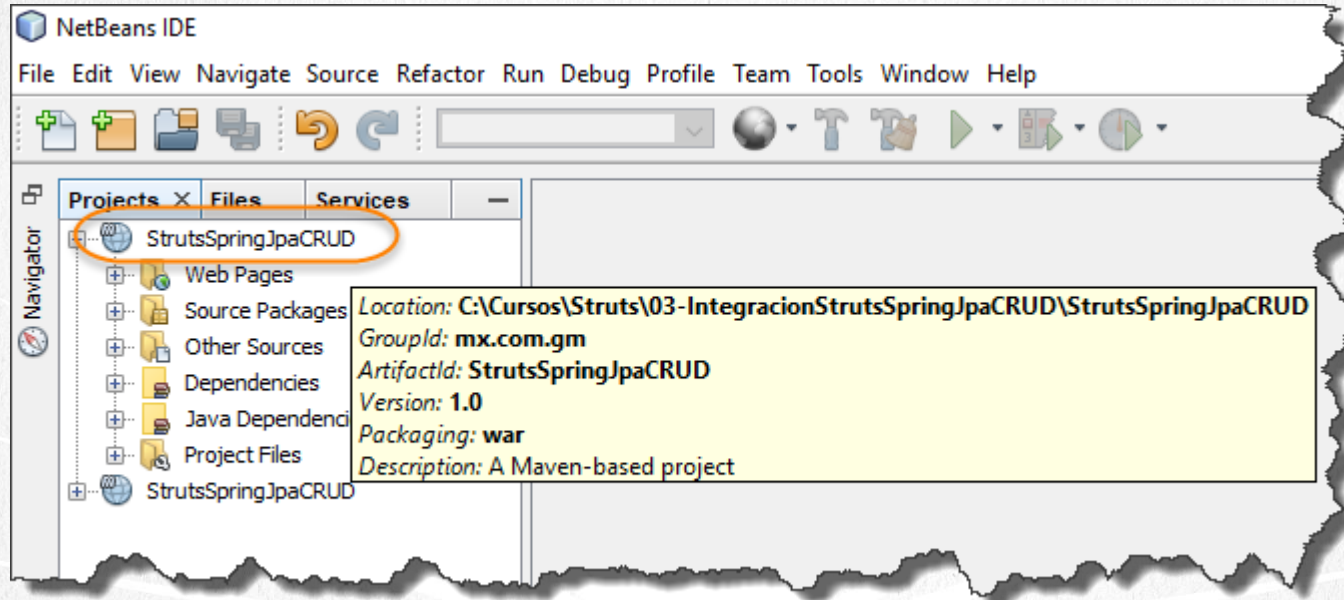 NetBeans IDE
File Edit View Navigate Source Refactor Run Debug Profile Team Tools Window Help
Projects Files Services
Navigator
StrutsSpringJpaCRUD
Web Pages
Source Packages
Other Sources
Dependencies
Java Dependenci
Project Files
StrutsSpringJpaCRUD
Location: C:\Cursos\Struts\03-IntegracionStrutsSpringJpaCRUD\StrutsSpringJpaCRUD
GroupId: mx.com.gm
ArtifactId: StrutsSpringJpaCRUD
Version: 1.0
Packaging: war
Description: A Maven-based project